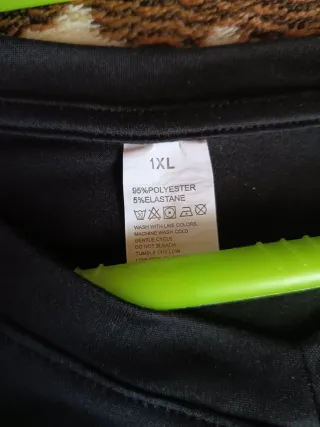 1XL
95%POLYESTER
5%ELASTANE
WASH WITH LIKE COLORS,
MACHINE WASH COLD
GENTLE CYCLE
DO NOT BLEACH
TUMBLE DRY LOW